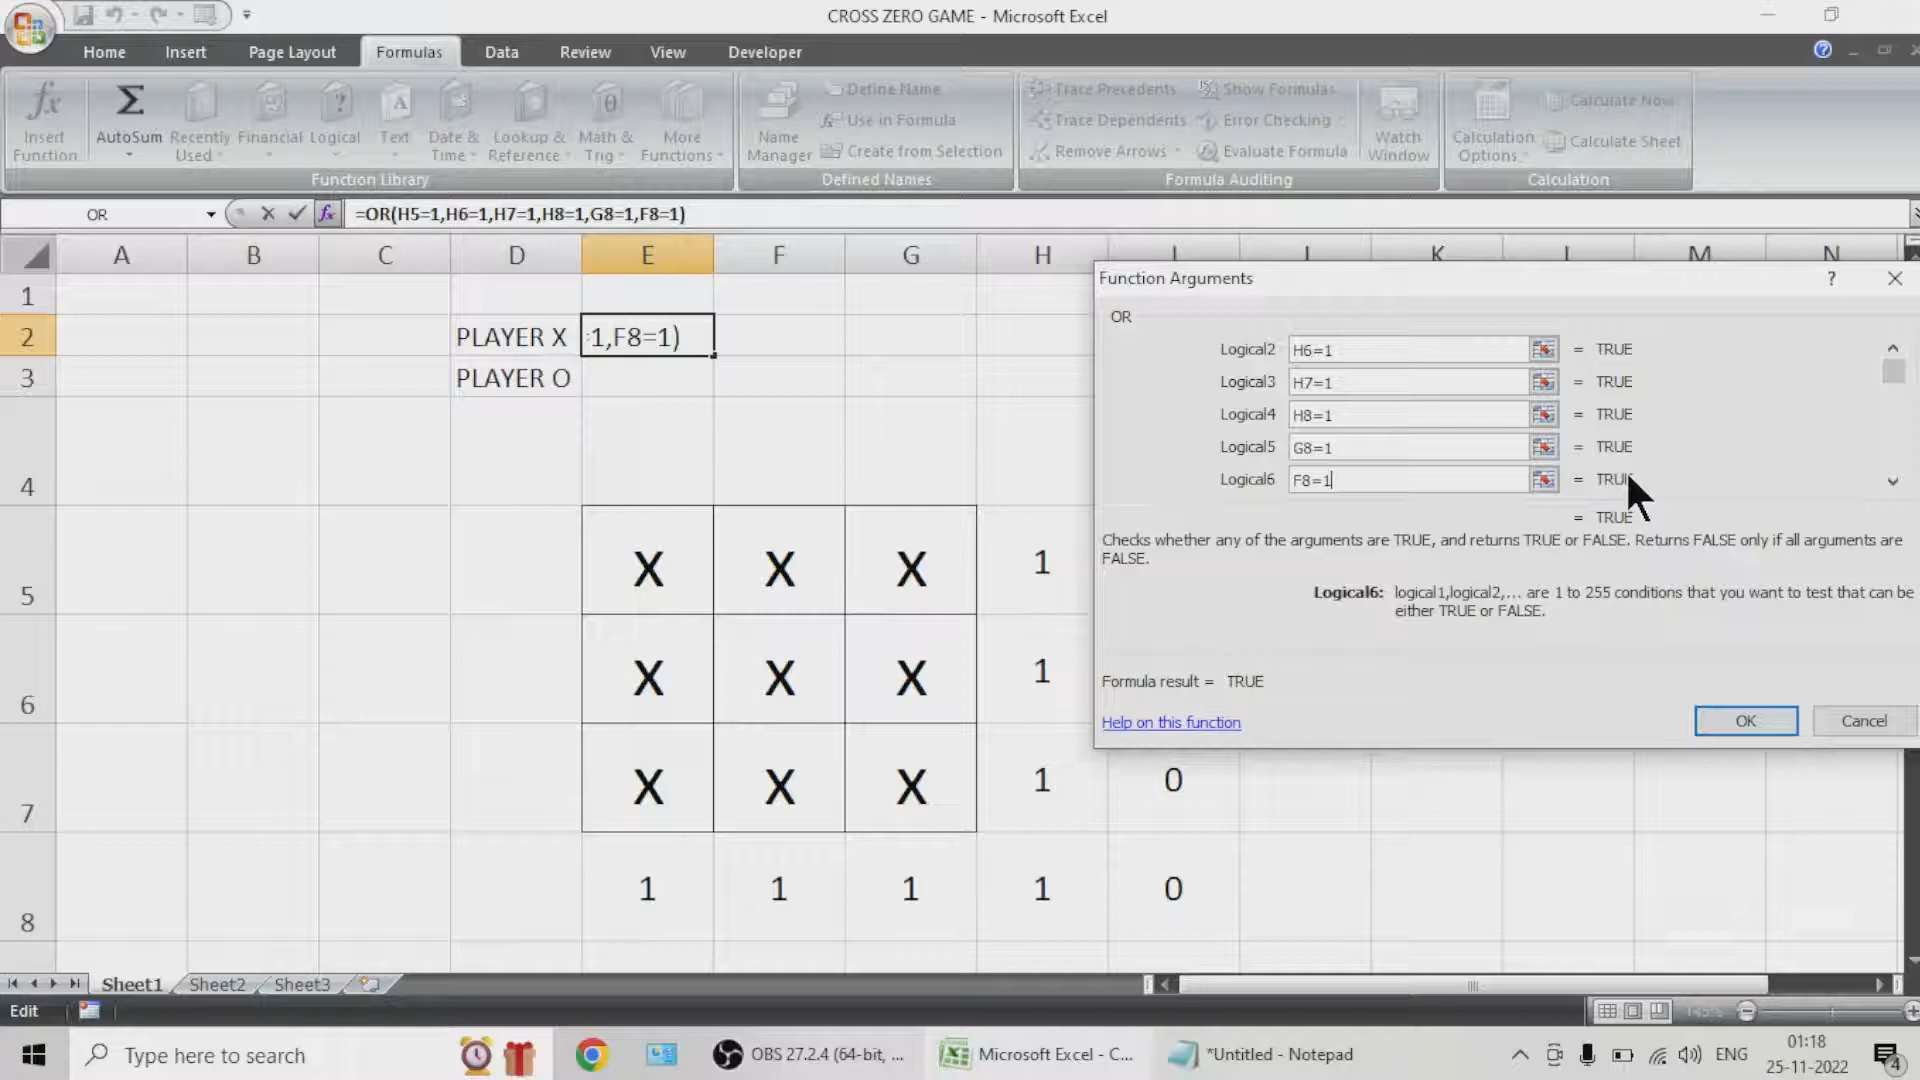 CROSS ZERO GAME - Microsoft Excel
Home Insert Page Layout Formulas Data Review View Developer
Insert Function
AutoSum
Recently Used
Financial
Logical
Text
Date & Time
Lookup & Reference
Math & Trig
More Functions
Function Library
Name Manager
Define Name
Use in Formula
Create from Selection
Defined Names
Trace Precedents
Trace Dependents
Remove Arrows
Show Formulas
Error Checking
Evaluate Formula
Formula Auditing
Watch Window
Calculation Options
Calculate Now
Calculate Sheet
Calculation
OR fx =OR(H5=1,H6=1,H7=1,H8=1,G8=1,F8=1)
A B C D E F G H K M N
1
2 PLAYER X 1,F8=1)
3 PLAYER O
4
5 X X X 1
6 X X X 1
7 X X X 1 0
8 1 1 1 1 0
Function Arguments ?
OR
Logical2 H6=1 = TRUE
Logical3 H7=1 = TRUE
Logical4 H8=1 = TRUE
Logical5 G8=1 = TRUE
Logical6 F8=1 =
= TRUE
Checks whether any of the arguments are TRUE, and returns TRUE or FALSE. Returns FALSE only if all arguments are
FALSE.
Logical6: logical1,logical2,... are 1 to 255 conditions that you want to test that can be
either TRUE or FALSE.
Formula result = TRUE
Help on this function
OK Cancel
Sheet1 Sheet2 Sheet3
Edit
Type here to search
OBS 27.2.4 (64-bit, ...
Microsoft Excel - C...
*Untitled - Notepad
ENG
01:18
25-11-2022
4